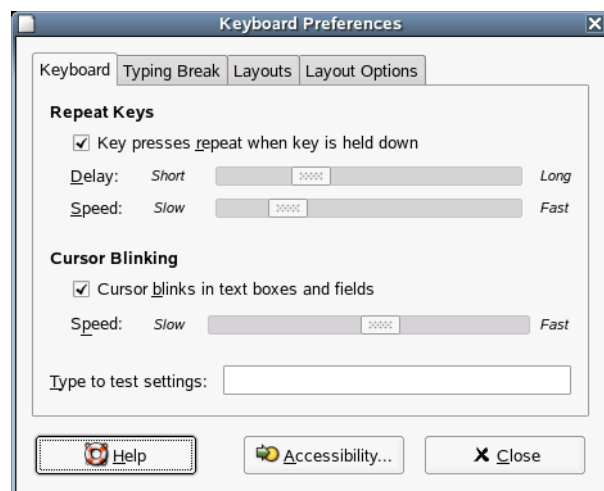 Keyboard Preferences
Keyboard Typing Break Layouts Layout Options
Repeat Keys
Key presses repeat when key is held down
Delay: Short Long
Speed: Slow Fast
Cursor Blinking
Cursor blinks in text boxes and fields
Speed: Slow Fast
Type to test settings:
Help Accessibility... Close